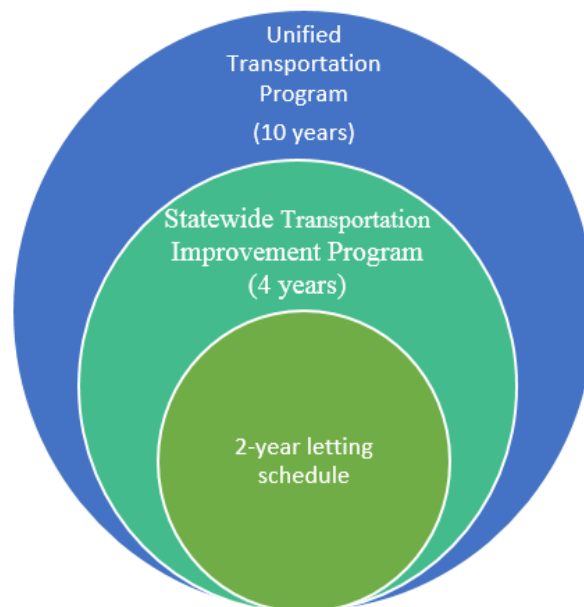 Unified
Transportation
Program
(10 years)
Statewide Transportation
Improvement Program
(4 years)
2-year letting
schedule